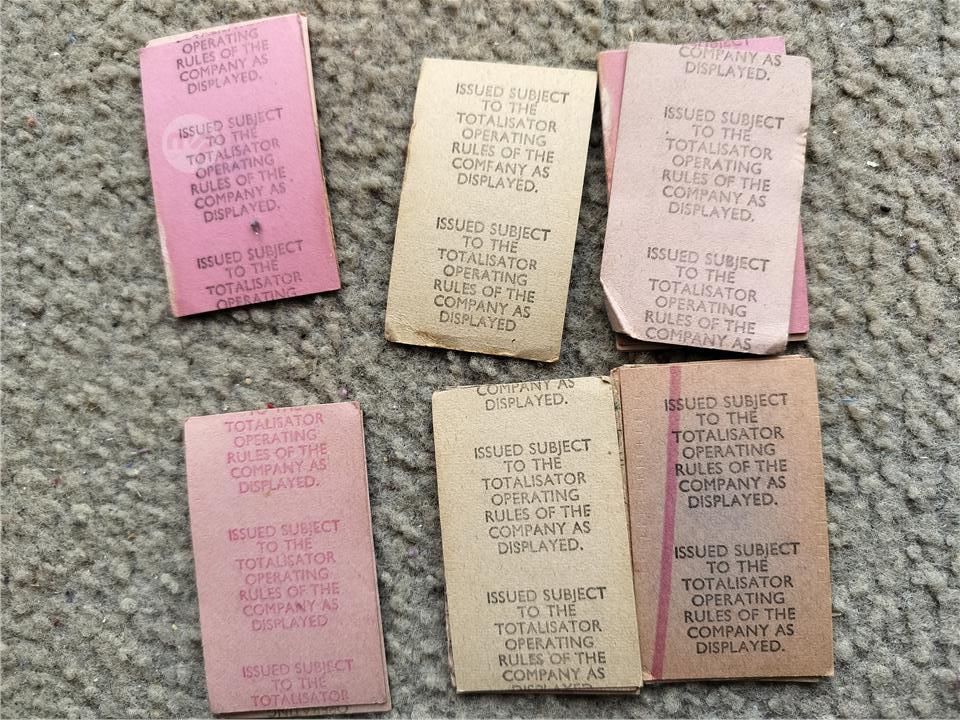 OPERATING
RULES OF THE
COMPANY AS
DISPLAYED.
ISSUED SUBJECT
TO THE
TOTALISATOR
OPERATING
RULES OF THE
COMPANY AS
DISPLAYED.
ISSUED SUBJECT
TO THE
TOTALISATOR
OPERATING
ISSUED SUBJECT
TO THE
TOTALISATOR
OPERATING
RULES OF THE
COMPANY AS
DISPLAYED.
ISSUED SUBJECT
TO THE
TOTALISATOR
OPERATING
RULES OF THE
COMPANY AS
DISPLAYED
SUBJECT
COMPANY AS
DISPLAYED.
ISSUED SUBJECT
TO THE
TOTALISATOR
OPERATING
RULES OF THE
COMPANY AS
DISPLAYED.
ISSUED SUBJECT
TO THE
TOTALISATOR
OPERATING
RULES OF THE
COMPANY AS
TOTALISATOR
OPERATING
RULES OF THE
COMPANY AS
DISPLAYED.
ISSUED SUBJECT
TO THE
TOTALISATOR
OPERATING
RULES OF THE
COMPANY AS
DISPLAYED
ISSUED SUBJECT
TO THE
TOTALISATOR
COMPANY AS
DISPLAYED.
ISSUED SUBJECT
TO THE
TOTALISATOR
OPERATING
RULES OF THE
COMPANY AS
DISPLAYED.
ISSUED SUBJECT
TO THE
TOTALISATOR
OPERATING
RULES OF THE
COMPANY AS
DISPLAYED
ISSUED SUBJECT
TO THE
TOTALISATOR
OPERATING
RULES OF THE
COMPANY AS
DISPLAYED.
ISSUED SUBJECT
TO THE
TOTALISATOR
OPERATING
RULES OF THE
COMPANY AS
DISPLAYED.